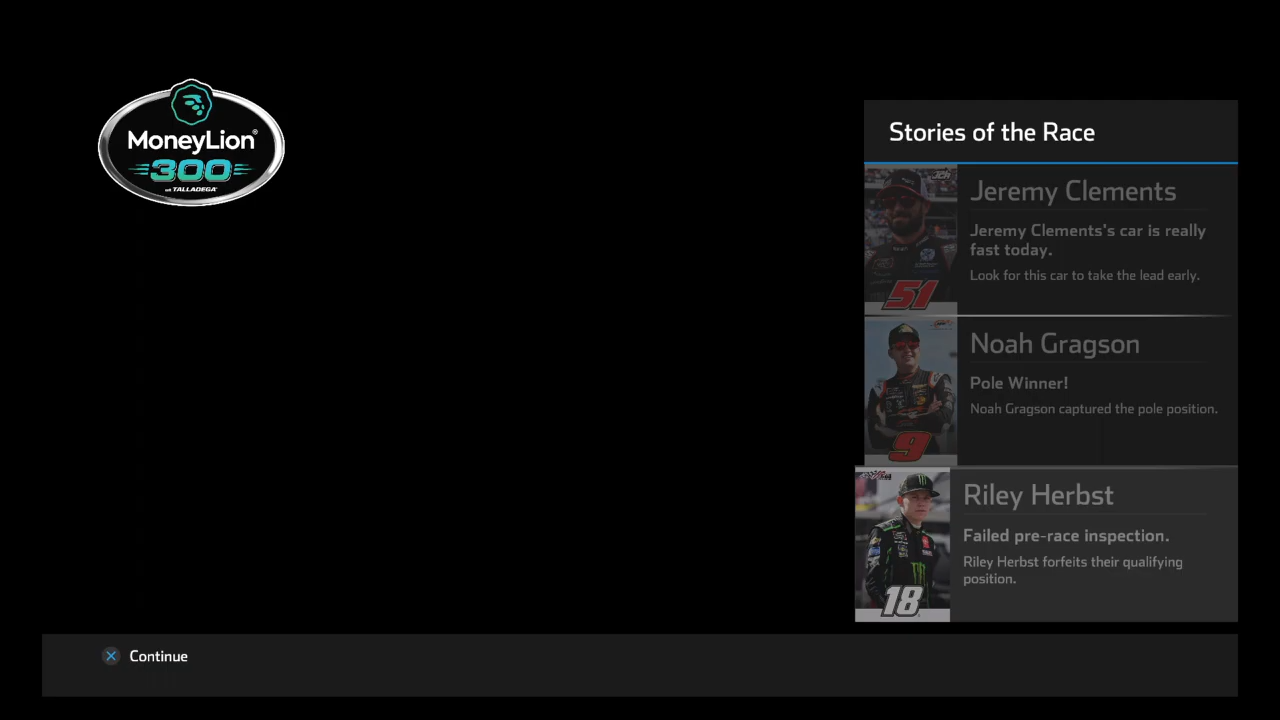 MoneyLion®
300
at TALLADEGA®
Stories of the Race
Jeremy Clements
Jeremy Clements's car is really
fast today.
Look for this car to take the lead early.
51
Noah Gragson
Pole Winner!
Noah Gragson captured the pole position.
9
Riley Herbst
Failed pre-race inspection.
Riley Herbst forfeits their qualifying
position.
18
Continue